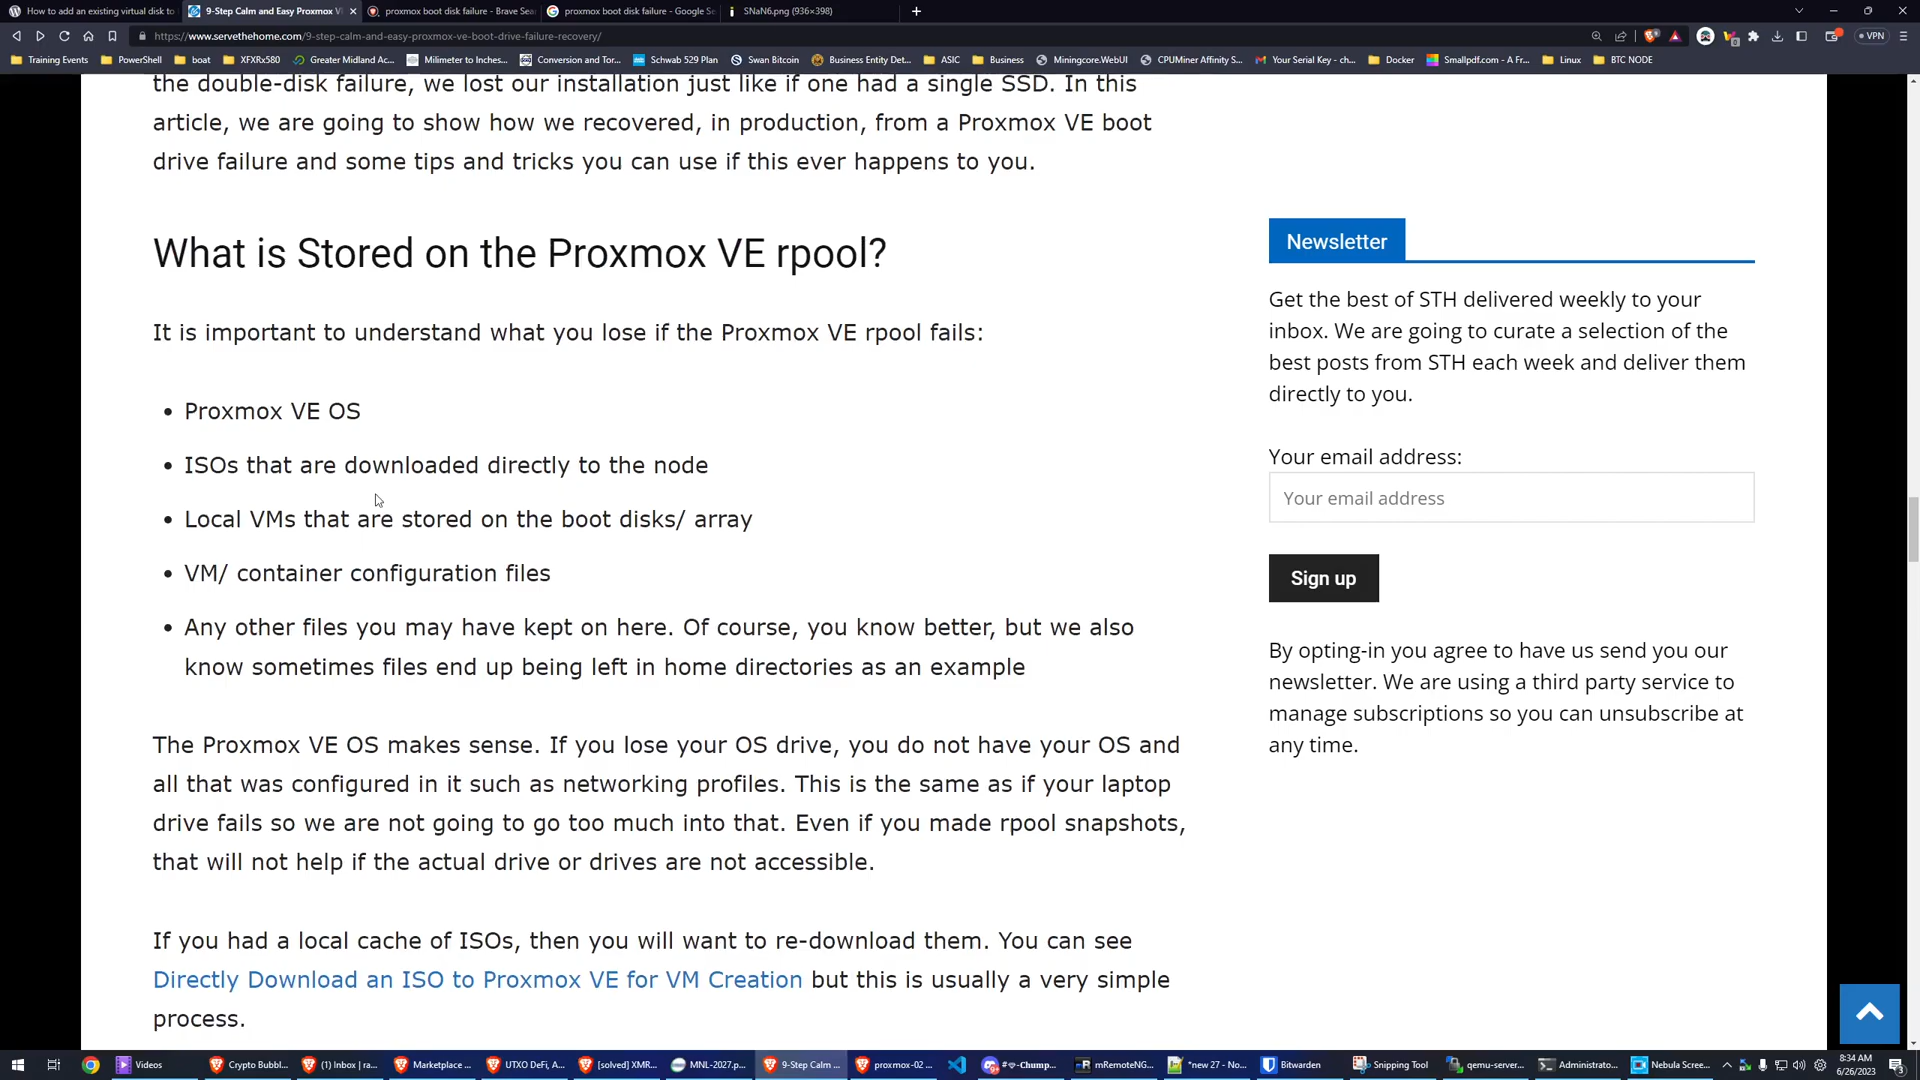 How to add an existing virtual disk to
9-Step Calm and Easy Proxmox V
proxmox boot disk failure - Brave Sea
proxmox boot disk failure - Google Se
SNaN6.png (936×398)
https://www.servethehome.com/9-step-calm-and-easy-proxmox-ve-boot-drive-failure-recovery/
VPN
Training Events
PowerShell
boat
XFXRx580
Greater Midland Ac...
Milimeter to Inches...
Conversion and Tor...
Schwab 529 Plan
Swan Bitcoin
Business Entity Det...
ASIC
Business
Miningcore.WebUI
CPUMiner Affinity S...
Your Serial Key - ch...
Docker
Smallpdf.com - A Fr...
Linux
BTC NODE
the double-disk failure, we lost our installation just like if one had a single SSD. In this
article, we are going to show how we recovered, in production, from a Proxmox VE boot
drive failure and some tips and tricks you can use if this ever happens to you.
What is Stored on the Proxmox VE rpool?
It is important to understand what you lose if the Proxmox VE rpool fails:
• Proxmox VE OS
• ISOs that are downloaded directly to the node
• Local VMs that are stored on the boot disks/ array
• VM/ container configuration files
• Any other files you may have kept on here. Of course, you know better, but we also
know sometimes files end up being left in home directories as an example
The Proxmox VE OS makes sense. If you lose your OS drive, you do not have your OS and
all that was configured in it such as networking profiles. This is the same as if your laptop
drive fails so we are not going to go too much into that. Even if you made rpool snapshots,
that will not help if the actual drive or drives are not accessible.
If you had a local cache of ISOs, then you will want to re-download them. You can see
Directly Download an ISO to Proxmox VE for VM Creation but this is usually a very simple
process.
Newsletter
Get the best of STH delivered weekly to your
inbox. We are going to curate a selection of the
best posts from STH each week and deliver them
directly to you.
Your email address:
Your email address
Sign up
By opting-in you agree to have us send you our
newsletter. We are using a third party service to
manage subscriptions so you can unsubscribe at
any time.
Videos
Crypto Bubbl...
(1) Inbox | ra...
Marketplace ...
UTXO DeFi, A...
[solved] XMR...
MNL-2027.p...
9-Step Calm ...
proxmox-02 ...
mRemoteNG...
*new 27 - No...
Bitwarden
Snipping Tool
qemu-server...
Administrato...
Nebula Scree...
8:34 AM
6/26/2023